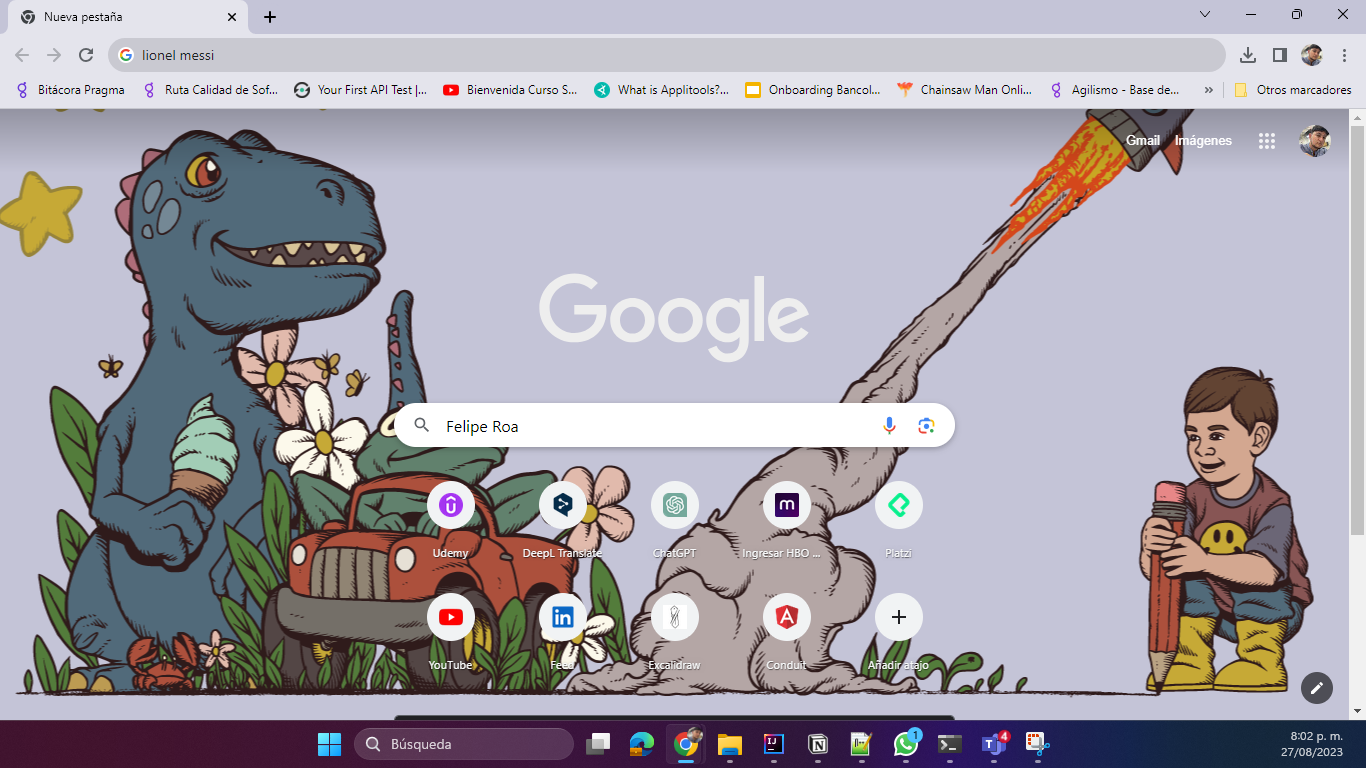 Nueva pestaña
lionel messi
Bitácora Pragma
Ruta Calidad de Sof...
Your First API Test |...
Bienvenida Curso S...
What is Applitools?...
Onboarding Bancol...
Chainsaw Man Onli...
Agilismo - Base de...
»
Otros marcadores
Gmail
Imágenes
Google
Felipe Roa
Udemy
DeepL Translate
ChatGPT
Ingresar HBO ...
Platzi
YouTube
Feed
Excalidraw
Conduit
Añadir atajo
Búsqueda
1
4
8:02 p. m.
27/08/2023